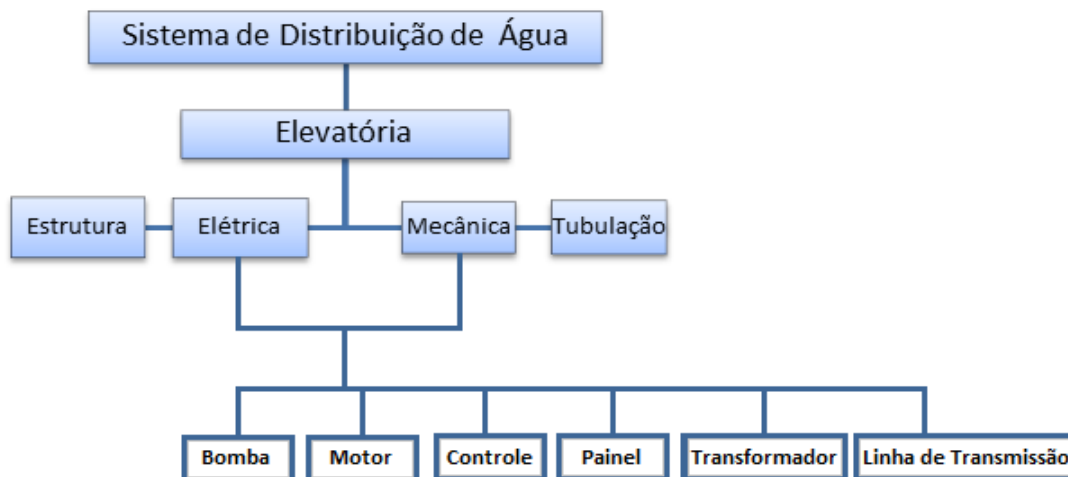 Sistema de Distribuição de Água
Elevatória
Estrutura
Elétrica
Mecânica
Tubulação
Bomba
Motor
Controle
Painel
Transformador
Linha de Transmissão